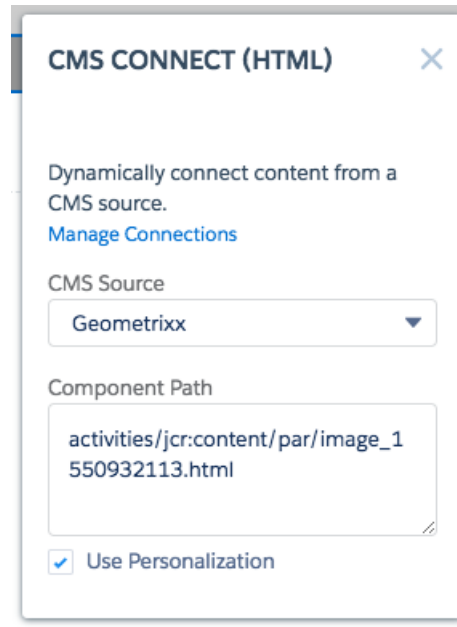 CMS CONNECT (HTML)
Dynamically connect content from a
CMS source.
Manage Connections
CMS Source
Geometrixx
Component Path
activities/jcr:content/par/image_1
550932113.html
Use Personalization